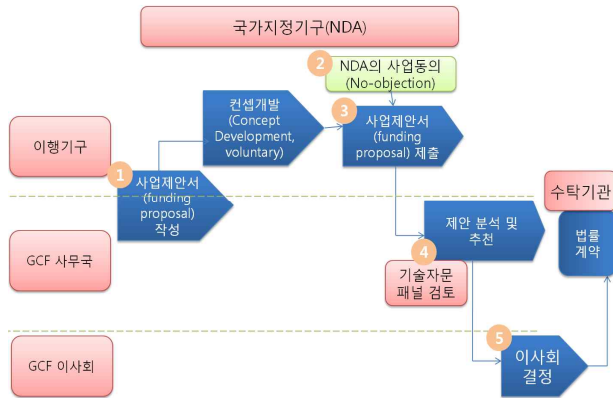 국가지정기구(NDA)
2
NDA의 사업동의
(No-objection)
컨셉개발
(Concept
Development,
voluntary)
3
사업제안서
(funding
proposal) 제출
이행기구
1
사업제안서
(funding
proposal)
작성
수탁기관
법률
계약
제안 분석 및
추천
GCF 사무국
4
기술자문
패널 검토
5
이사회
결정
GCF 이사회